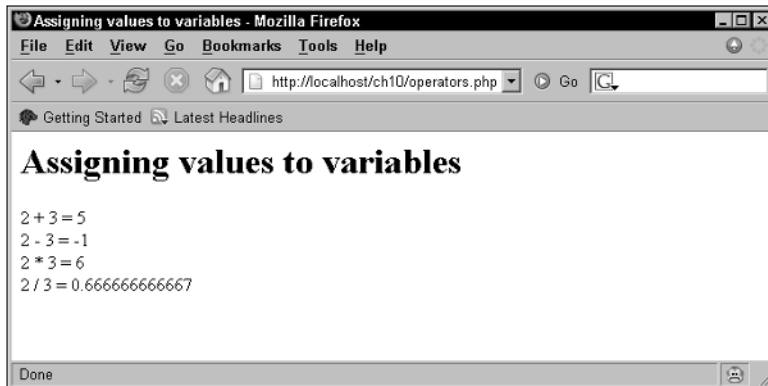 Assigning values to variables - Mozilla Firefox
File Edit View Go Bookmarks Tools Help
http://localhost/ch10/operators.php Go G
Getting Started Latest Headlines
Assigning values to variables
2 + 3 = 5
2 - 3 = -1
2 * 3 = 6
2 / 3 = 0.666666666667
Done